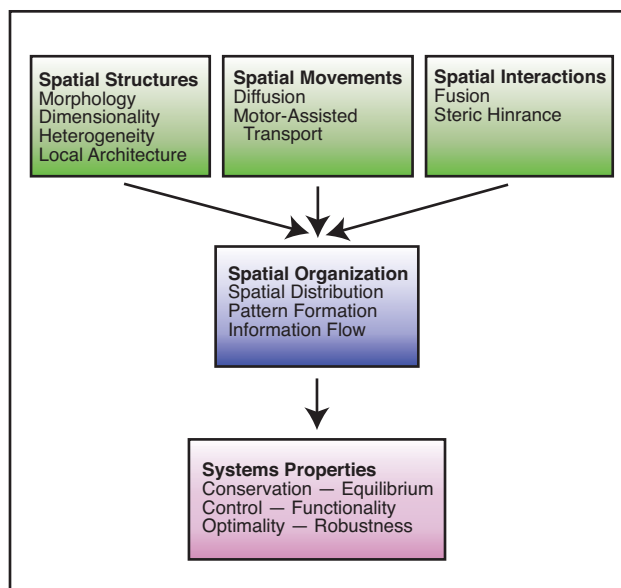 Spatial Structures
Morphology
Dimensionality
Heterogeneity
Local Architecture
Spatial Movements
Diffusion
Motor-Assisted
Transport
Spatial Interactions
Fusion
Steric Hinrance
Spatial Organization
Spatial Distribution
Pattern Formation
Information Flow
Systems Properties
Conservation — Equilibrium
Control — Functionality
Optimality — Robustness